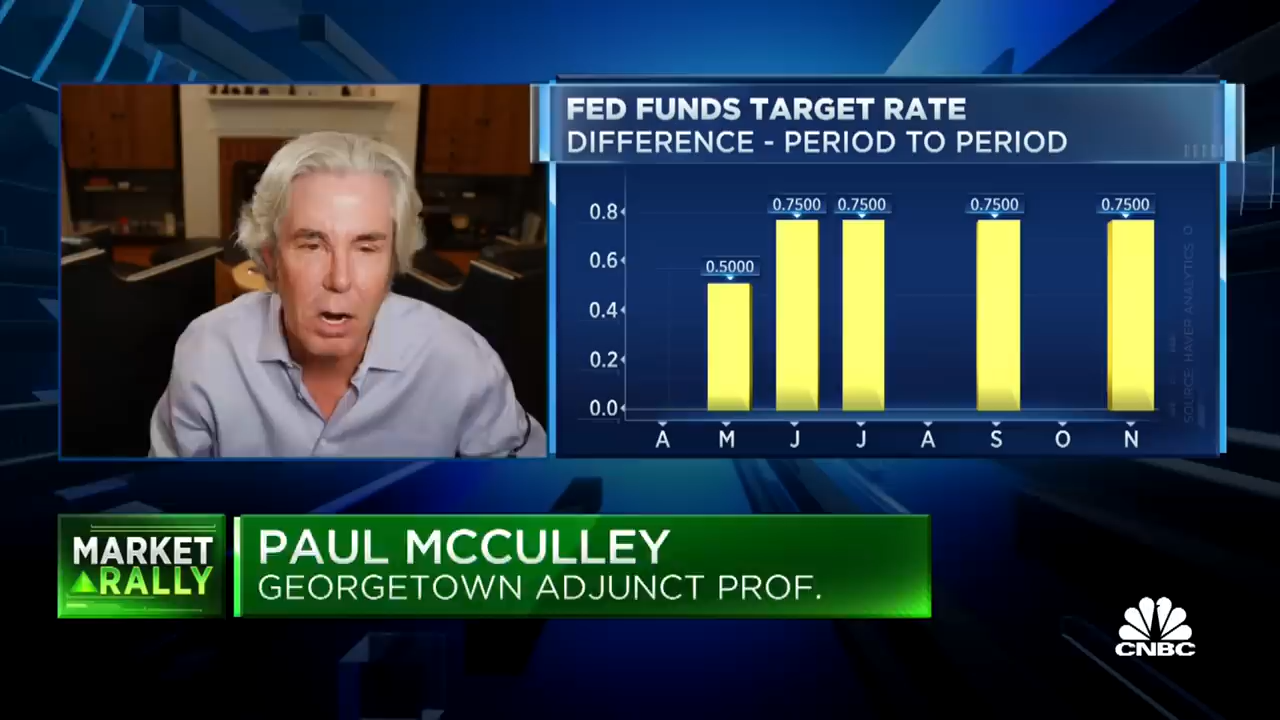 FED FUNDS TARGET RATE
DIFFERENCE - PERIOD TO PERIOD
0.8
0.6
0.4
0.2
0.0
0.5000
0.7500
0.7500
0.7500
0.7500
A M J J A S O N
SOURCE: HAVER ANALYTICS
MARKET
RALLY
PAUL MCCULLEY
GEORGETOWN ADJUNCT PROF.
CNBC